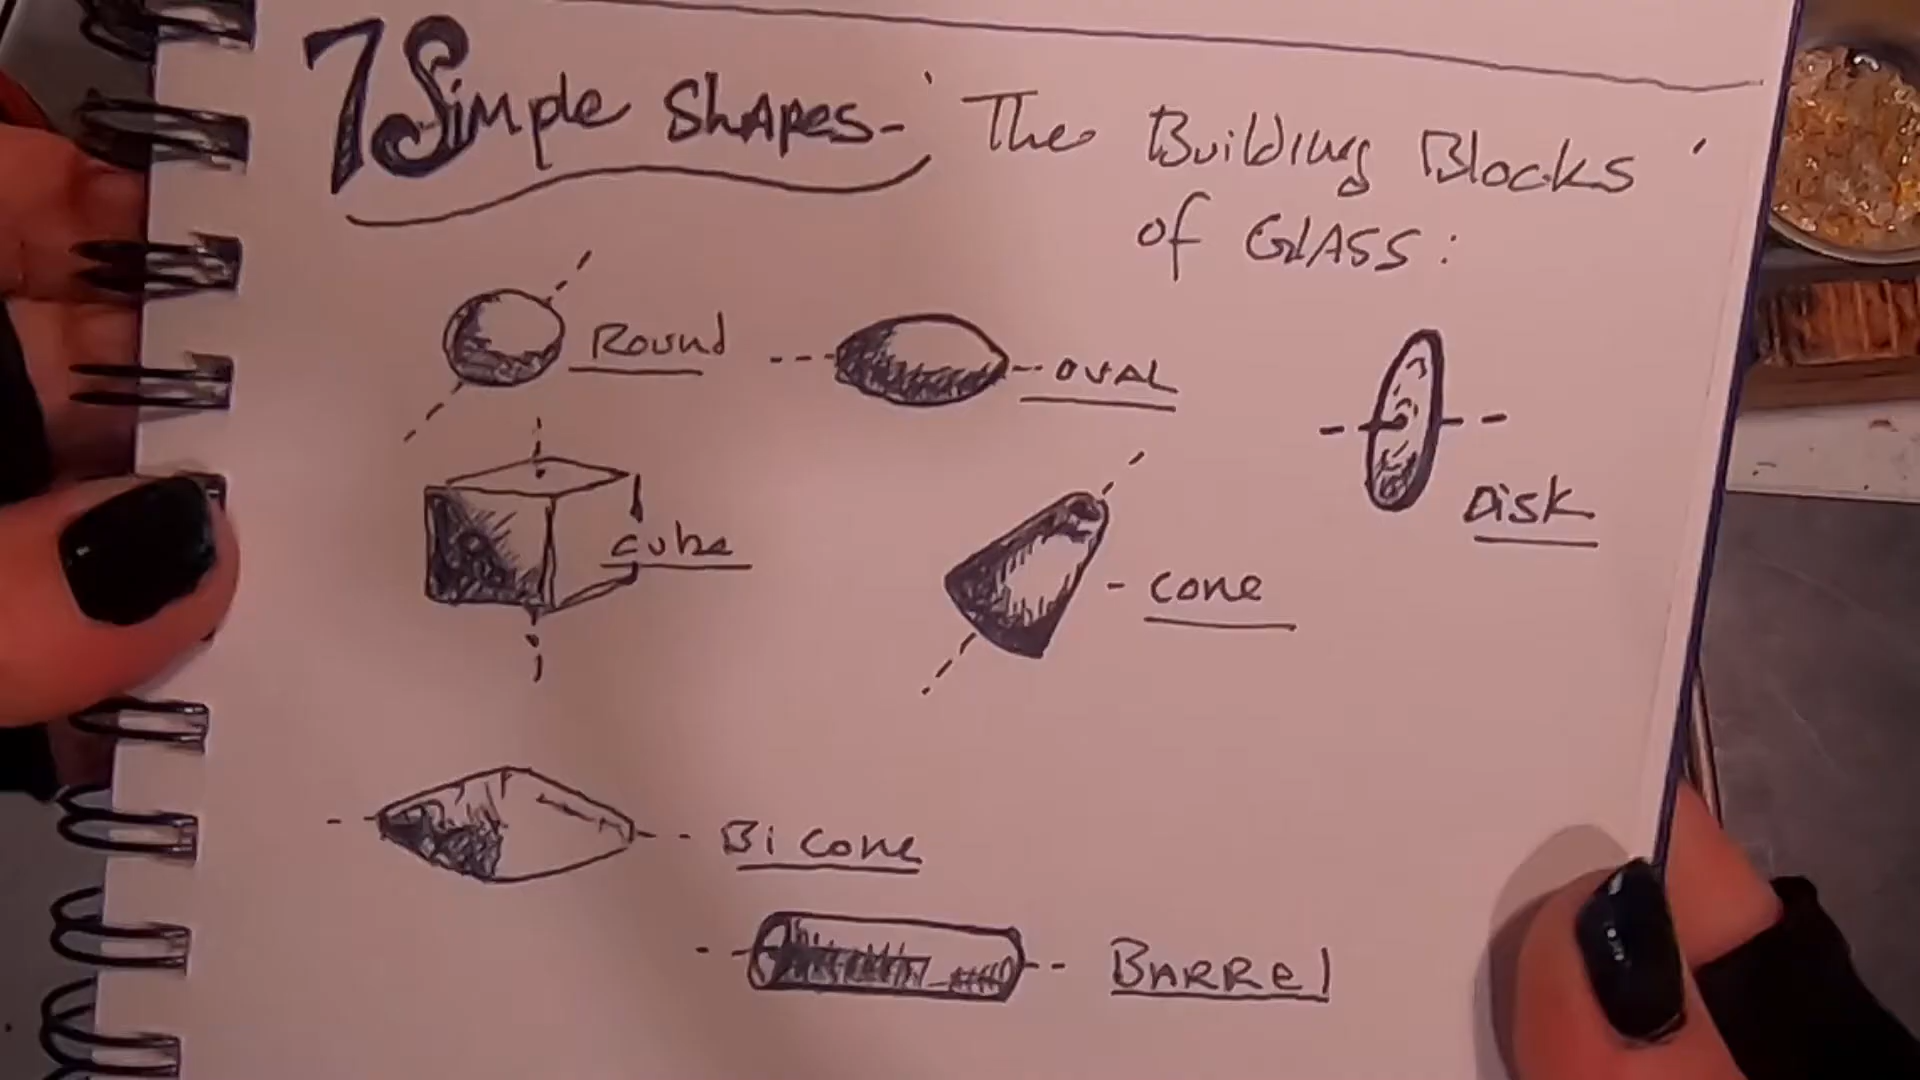 7 Simple Shapes- 'The Building Blocks'
of GLASS:
Round
OVAL
Disk
cube
cone
Bi cone
BARRel